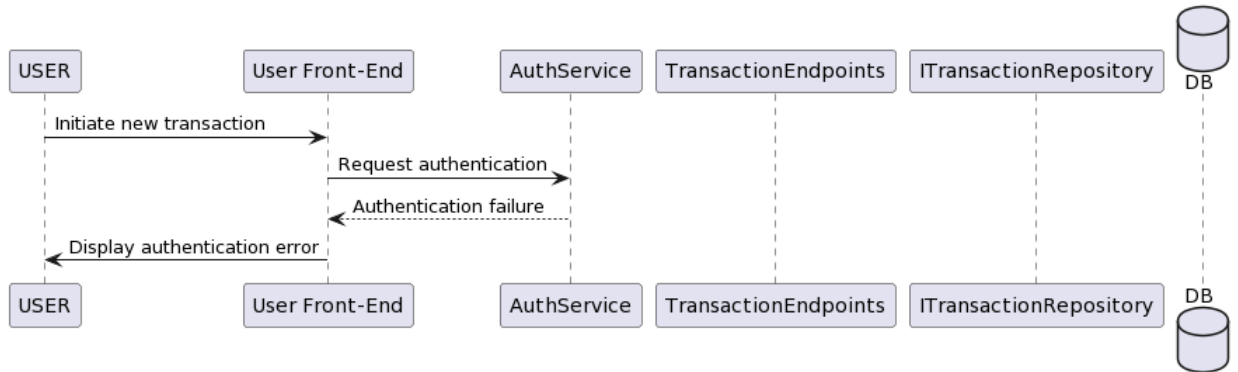 DB
USER
User Front-End
AuthService
TransactionEndpoints
ITransactionRepository
Initiate new transaction
Request authentication
Authentication failure
Display authentication error
USER
User Front-End
AuthService
TransactionEndpoints
ITransactionRepository
DB